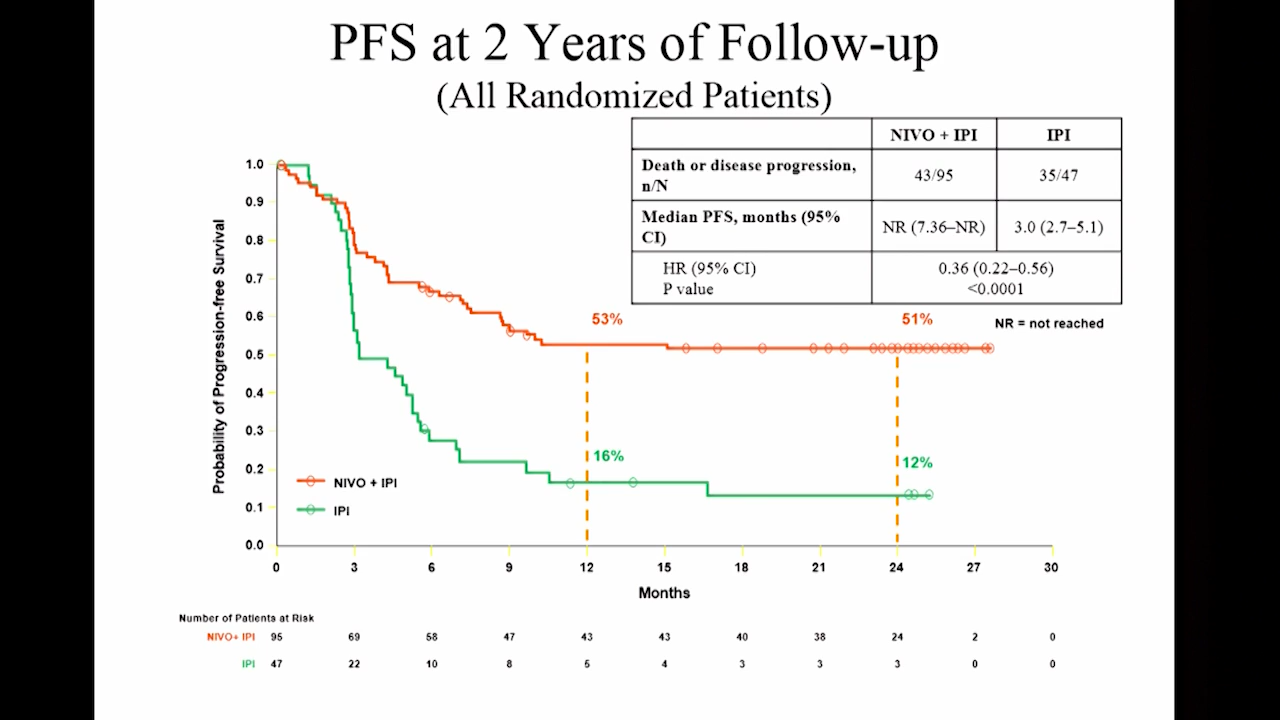 PFS at 2 Years of Follow-up
(All Randomized Patients)
NIVO + IPI IPI
Death or disease progression, n/N 43/95 35/47
Median PFS, months (95% CI) NR (7.36–NR) 3.0 (2.7–5.1)
HR (95% CI) 0.36 (0.22–0.56)
P value <0.0001
NR = not reached
Probability of Progression-free Survival
1.0
0.9
0.8
0.7
0.6
0.5
0.4
0.3
0.2
0.1
0.0
53%
51%
16%
12%
NIVO + IPI
IPI
0 3 6 9 12 15 18 21 24 27 30
Months
Number of Patients at Risk
NIVO+ IPI 95 69 58 47 43 43 40 38 24 2 0
IPI 47 22 10 8 5 4 3 3 3 0 0